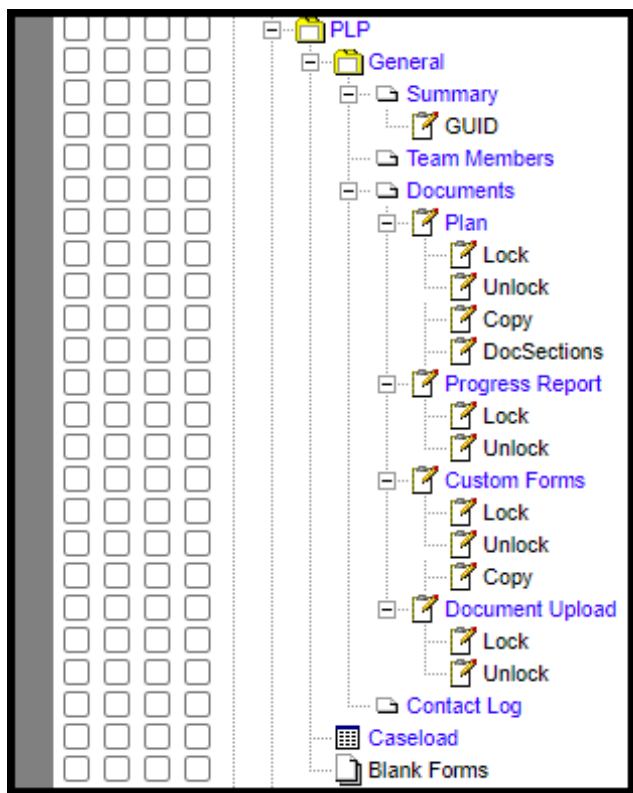 PLP
General
Summary
GUID
Team Members
Documents
Plan
Lock
Unlock
Copy
DocSections
Progress Report
Lock
Unlock
Custom Forms
Lock
Unlock
Copy
Document Upload
Lock
Unlock
Contact Log
Caseload
Blank Forms